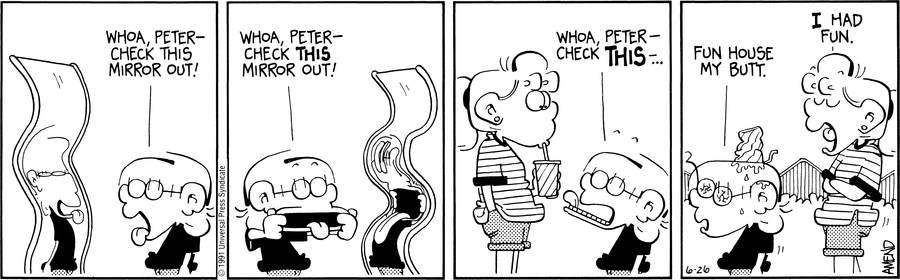 WHOA, PETER—
CHECK THIS
MIRROR OUT!
© 1991 Universal Press Syndicate
WHOA, PETER—
CHECK THIS
MIRROR OUT!
WHOA, PETER—
CHECK THIS-...
FUN HOUSE
MY BUTT.
6-26
I HAD
FUN.
AMEND